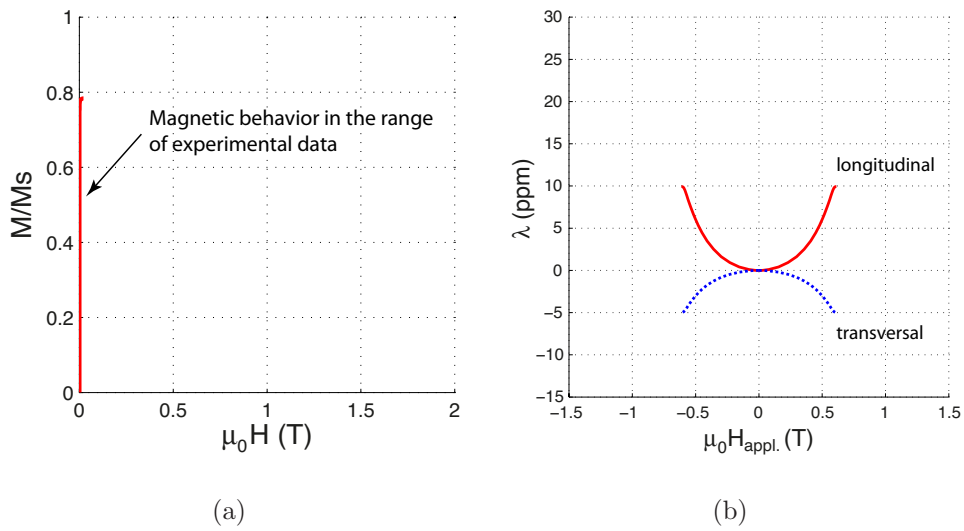 1
0.8
0.6
0.4
0.2
0
0
0.5
1
1.5
2
M/Ms
μ₀H (T)
Magnetic behavior in the range
of experimental data
(a)
30
25
20
15
10
5
0
−5
−10
−15
−1.5
−1
−0.5
0
0.5
1
1.5
λ (ppm)
μ₀Hₐₚₚₗ. (T)
longitudinal
transversal
(b)